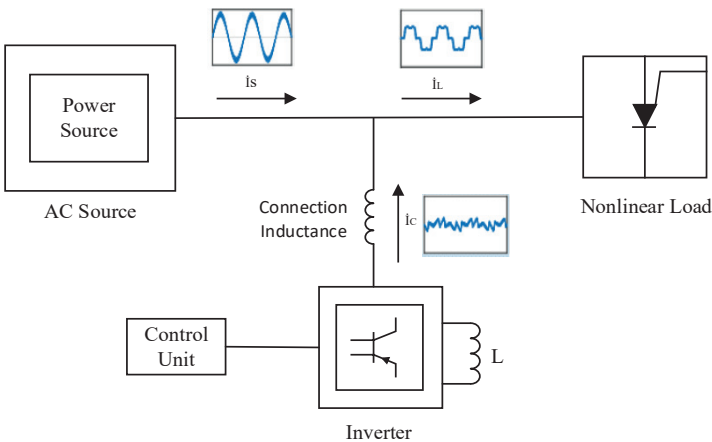 is
iL
Power
Source
AC Source
Nonlinear Load
Connection
Inductance
ic
Control
Unit
L
Inverter